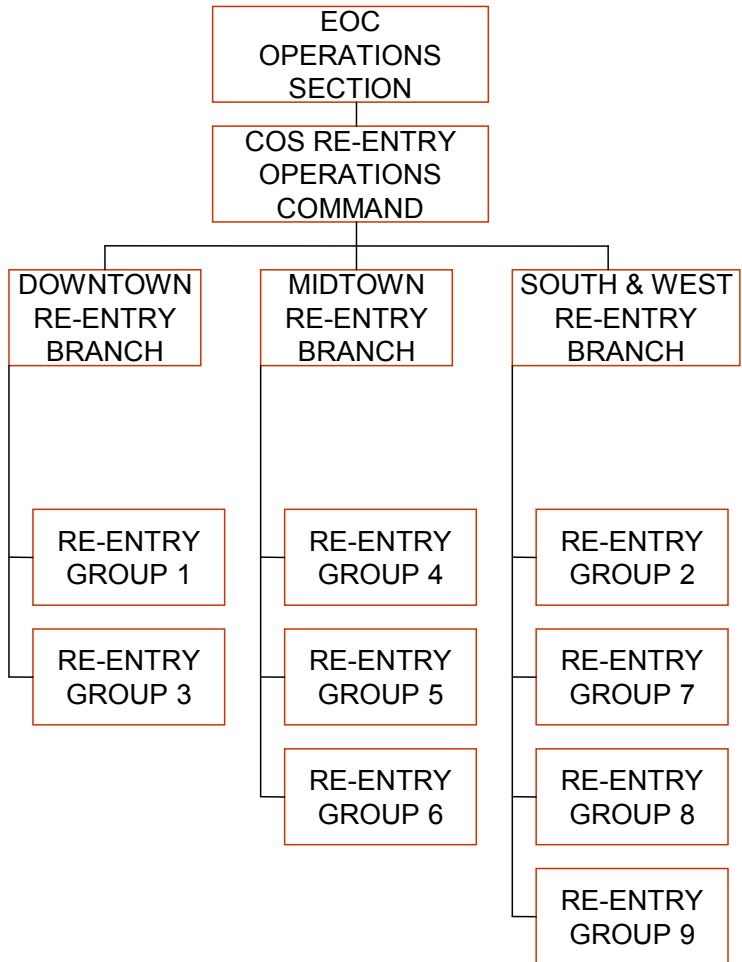 EOC
OPERATIONS
SECTION
COS RE-ENTRY
OPERATIONS
COMMAND
DOWNTOWN
RE-ENTRY
BRANCH
MIDTOWN
RE-ENTRY
BRANCH
SOUTH & WEST
RE-ENTRY
BRANCH
RE-ENTRY
GROUP 1
RE-ENTRY
GROUP 3
RE-ENTRY
GROUP 4
RE-ENTRY
GROUP 5
RE-ENTRY
GROUP 6
RE-ENTRY
GROUP 2
RE-ENTRY
GROUP 7
RE-ENTRY
GROUP 8
RE-ENTRY
GROUP 9